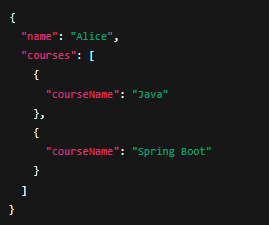 {
  "name": "Alice",
  "courses": [
    {
      "courseName": "Java"
    },
    {
      "courseName": "Spring Boot"
    }
  ]
}